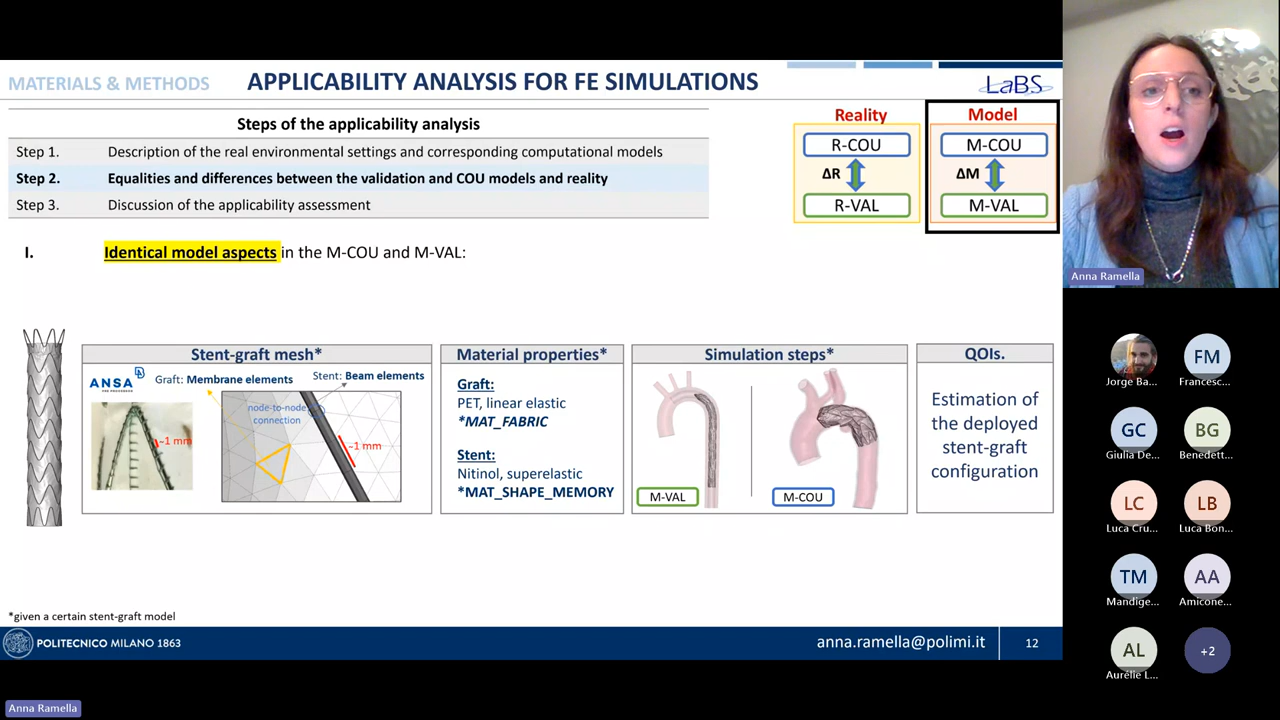 MATERIALS & METHODS
APPLICABILITY ANALYSIS FOR FE SIMULATIONS
LaBS
Steps of the applicability analysis
Step 1. Description of the real environmental settings and corresponding computational models
Step 2. Equalities and differences between the validation and COU models and reality
Step 3. Discussion of the applicability assessment
Reality
R-COU
ΔR
R-VAL
Model
M-COU
ΔM
M-VAL
I. Identical model aspects in the M-COU and M-VAL:
Stent-graft mesh*
ANSA
Graft: Membrane elements
Stent: Beam elements
~1 mm
node-to-node
connection
~1 mm
Material properties*
Graft:
PET, linear elastic
*MAT_FABRIC
Stent:
Nitinol, superelastic
*MAT_SHAPE_MEMORY
Simulation steps*
M-VAL
M-COU
QOIs.
Estimation of
the deployed
stent-graft
configuration
*given a certain stent-graft model
POLITECNICO MILANO 1863
anna.ramella@polimi.it
12
Anna Ramella
Jorge Ba...
FM
Francesc...
GC
Giulia De...
BG
Benedett...
LC
Luca Cru...
LB
Luca Bon...
TM
Mandige...
AA
Amicone...
AL
Aurélie L...
+2
Anna Ramella